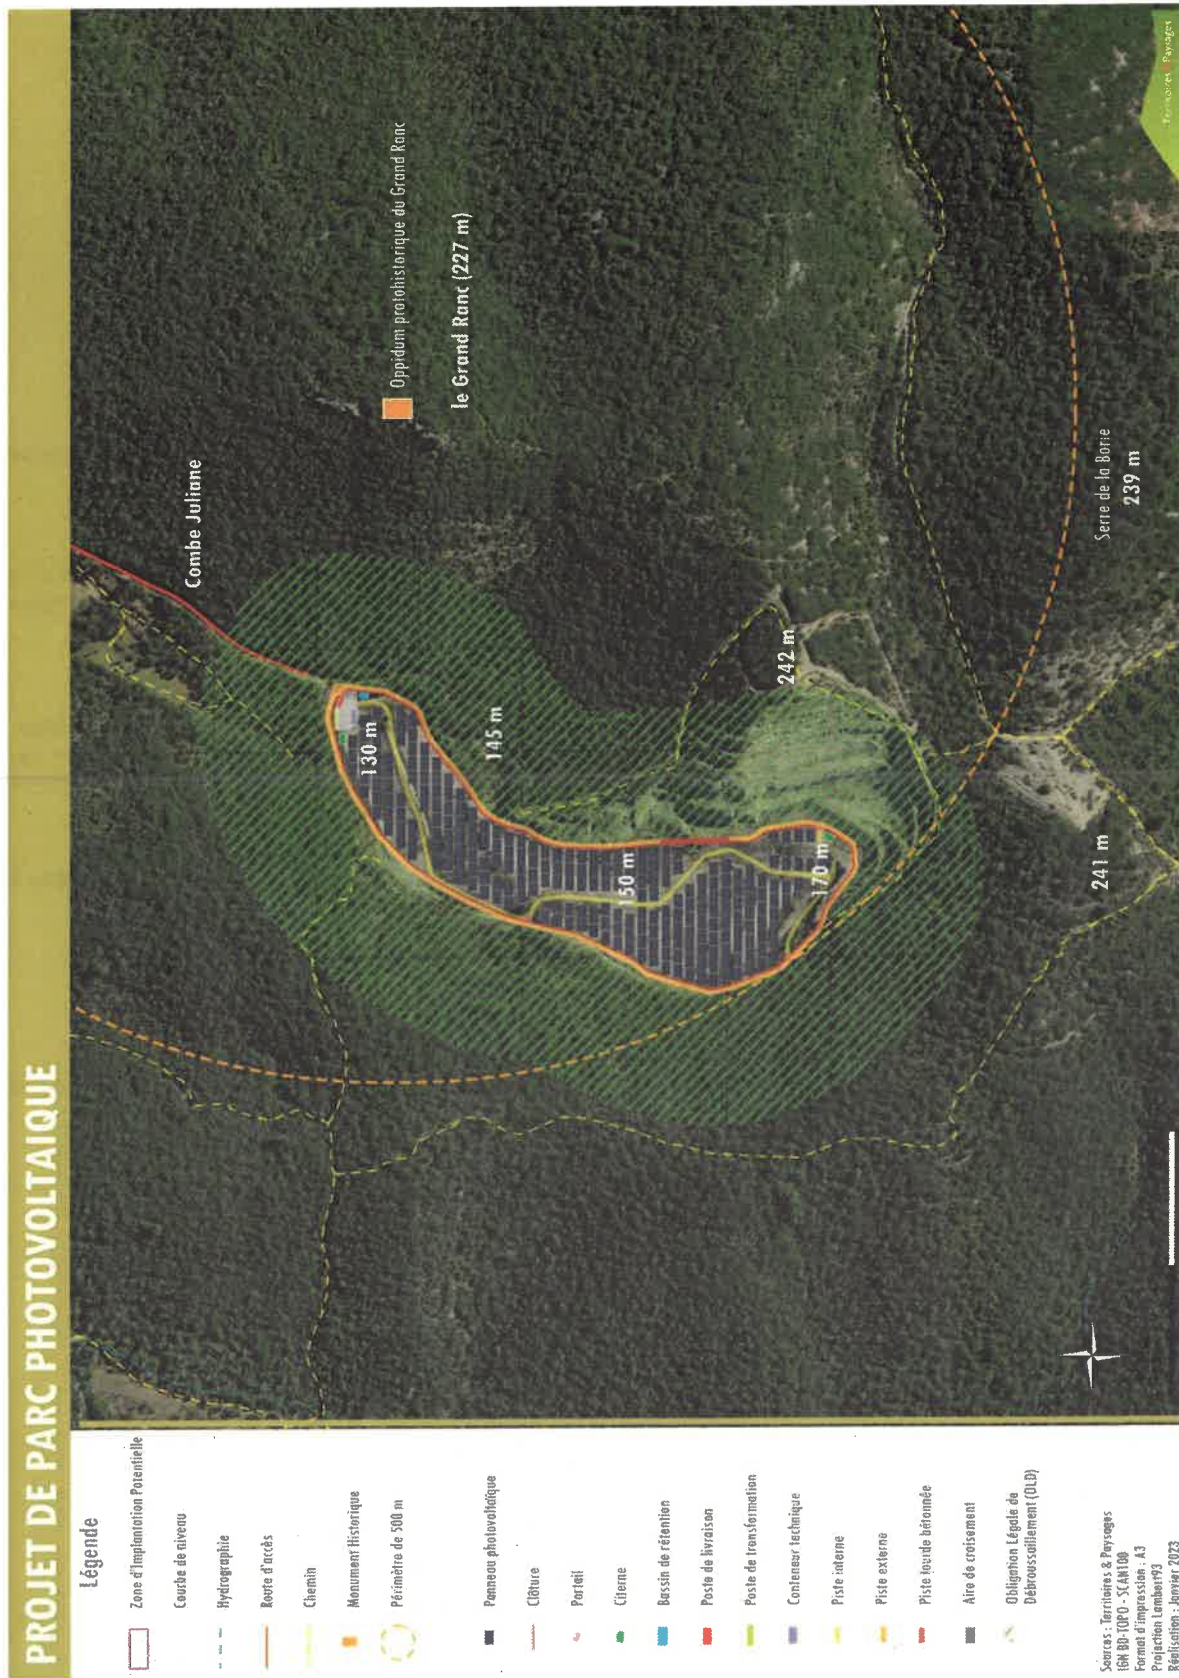 PROJET DE PARC PHOTOVOLTAIQUE
Légende
Zone d'Implantation Potentielle
Courbe de niveau
Hydrographie
Route d'accès
Chemin
Monument Historique
Périmètre de 500 m
Panneau photovoltaïque
Clôture
Portail
Citerne
Bassin de rétention
Poste de livraison
Poste de transformation
Conteneur technique
Piste interne
Piste externe
Piste lourde bétonnée
Aire de croisement
Obligation Légale de
Débroussaillement (OLD)
Sources : Territoires & Paysages
IGN BD-TOPO - SCAN100
Format d'impression : A3
Projection Lambert93
Réalisation : Janvier 2023
Combe Juliane
Oppidum protohistorique du Grand Ranc
le Grand Ranc (227 m)
130 m
145 m
150 m
170 m
242 m
241 m
Serre de la Borie
239 m
Territoires & Paysages